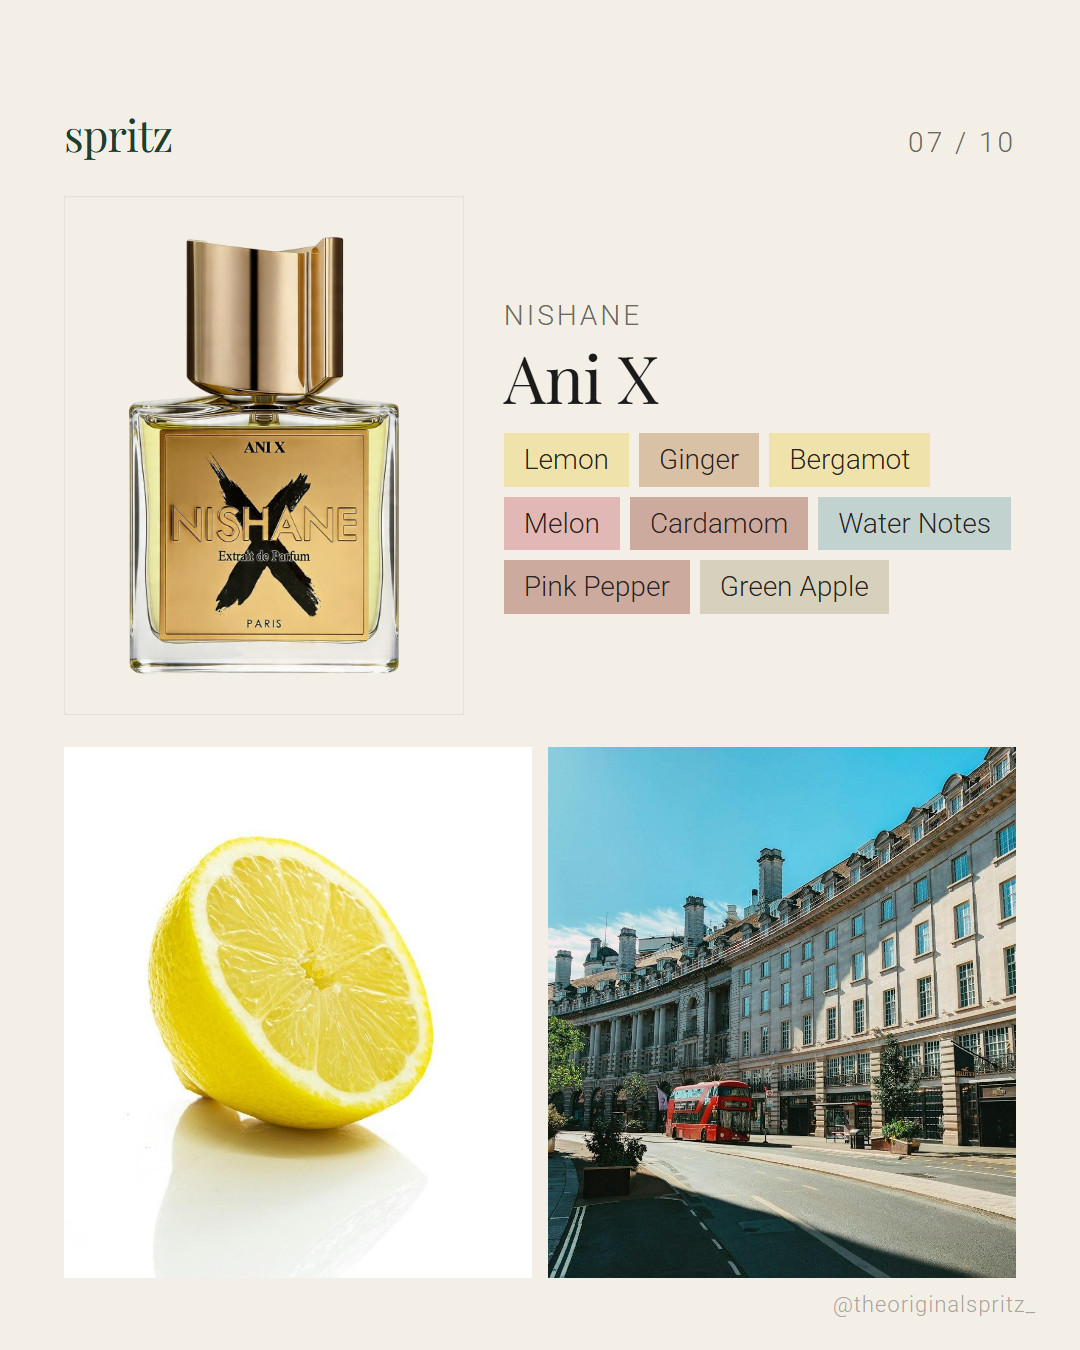 spritz
07 / 10
ANI X
NISHANE
Extrait de Parfum
PARIS
NISHANE
Ani X
Lemon
Ginger
Bergamot
Melon
Cardamom
Water Notes
Pink Pepper
Green Apple
@theoriginalspritz_